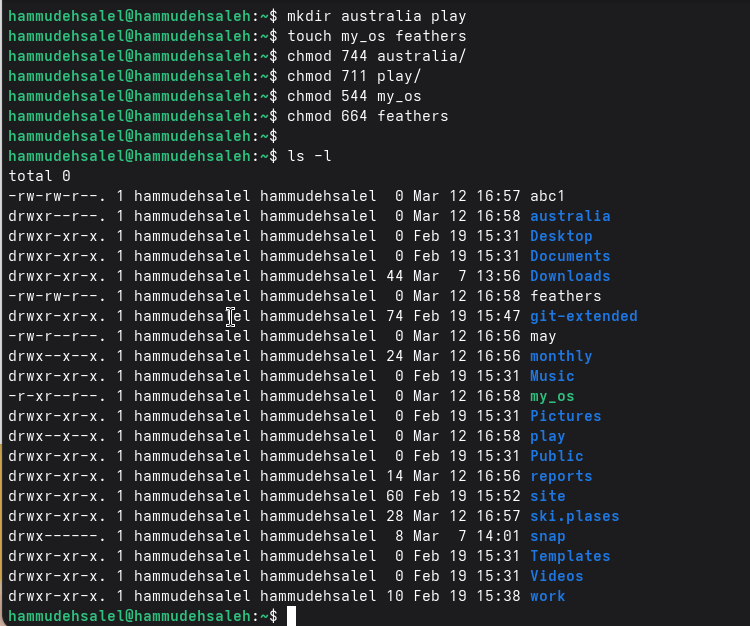 hammudehsalel@hammudehsaleh:~$ mkdir australia play
hammudehsalel@hammudehsaleh:~$ touch my_os feathers
hammudehsalel@hammudehsaleh:~$ chmod 744 australia/
hammudehsalel@hammudehsaleh:~$ chmod 711 play/
hammudehsalel@hammudehsaleh:~$ chmod 544 my_os
hammudehsalel@hammudehsaleh:~$ chmod 664 feathers
hammudehsalel@hammudehsaleh:~$
hammudehsalel@hammudehsaleh:~$ ls -l
total 0
-rw-rw-r--. 1 hammudehsalel hammudehsalel  0 Mar 12 16:57 abc1
drwxr--r--. 1 hammudehsalel hammudehsalel  0 Mar 12 16:58 australia
drwxr-xr-x. 1 hammudehsalel hammudehsalel  0 Feb 19 15:31 Desktop
drwxr-xr-x. 1 hammudehsalel hammudehsalel  0 Feb 19 15:31 Documents
drwxr-xr-x. 1 hammudehsalel hammudehsalel 44 Mar  7 13:56 Downloads
-rw-rw-r--. 1 hammudehsalel hammudehsalel  0 Mar 12 16:58 feathers
drwxr-xr-x. 1 hammudehsalel hammudehsalel 74 Feb 19 15:47 git-extended
-rw-r--r--. 1 hammudehsalel hammudehsalel  0 Mar 12 16:56 may
drwx--x--x. 1 hammudehsalel hammudehsalel 24 Mar 12 16:56 monthly
drwxr-xr-x. 1 hammudehsalel hammudehsalel  0 Feb 19 15:31 Music
-r-xr--r--. 1 hammudehsalel hammudehsalel  0 Mar 12 16:58 my_os
drwxr-xr-x. 1 hammudehsalel hammudehsalel  0 Feb 19 15:31 Pictures
drwx--x--x. 1 hammudehsalel hammudehsalel  0 Mar 12 16:58 play
drwxr-xr-x. 1 hammudehsalel hammudehsalel  0 Feb 19 15:31 Public
drwxr-xr-x. 1 hammudehsalel hammudehsalel 14 Mar 12 16:56 reports
drwxr-xr-x. 1 hammudehsalel hammudehsalel 60 Feb 19 15:52 site
drwxr-xr-x. 1 hammudehsalel hammudehsalel 28 Mar 12 16:57 ski.plases
drwx------. 1 hammudehsalel hammudehsalel  8 Mar  7 14:01 snap
drwxr-xr-x. 1 hammudehsalel hammudehsalel  0 Feb 19 15:31 Templates
drwxr-xr-x. 1 hammudehsalel hammudehsalel  0 Feb 19 15:31 Videos
drwxr-xr-x. 1 hammudehsalel hammudehsalel 10 Feb 19 15:38 work
hammudehsalel@hammudehsaleh:~$